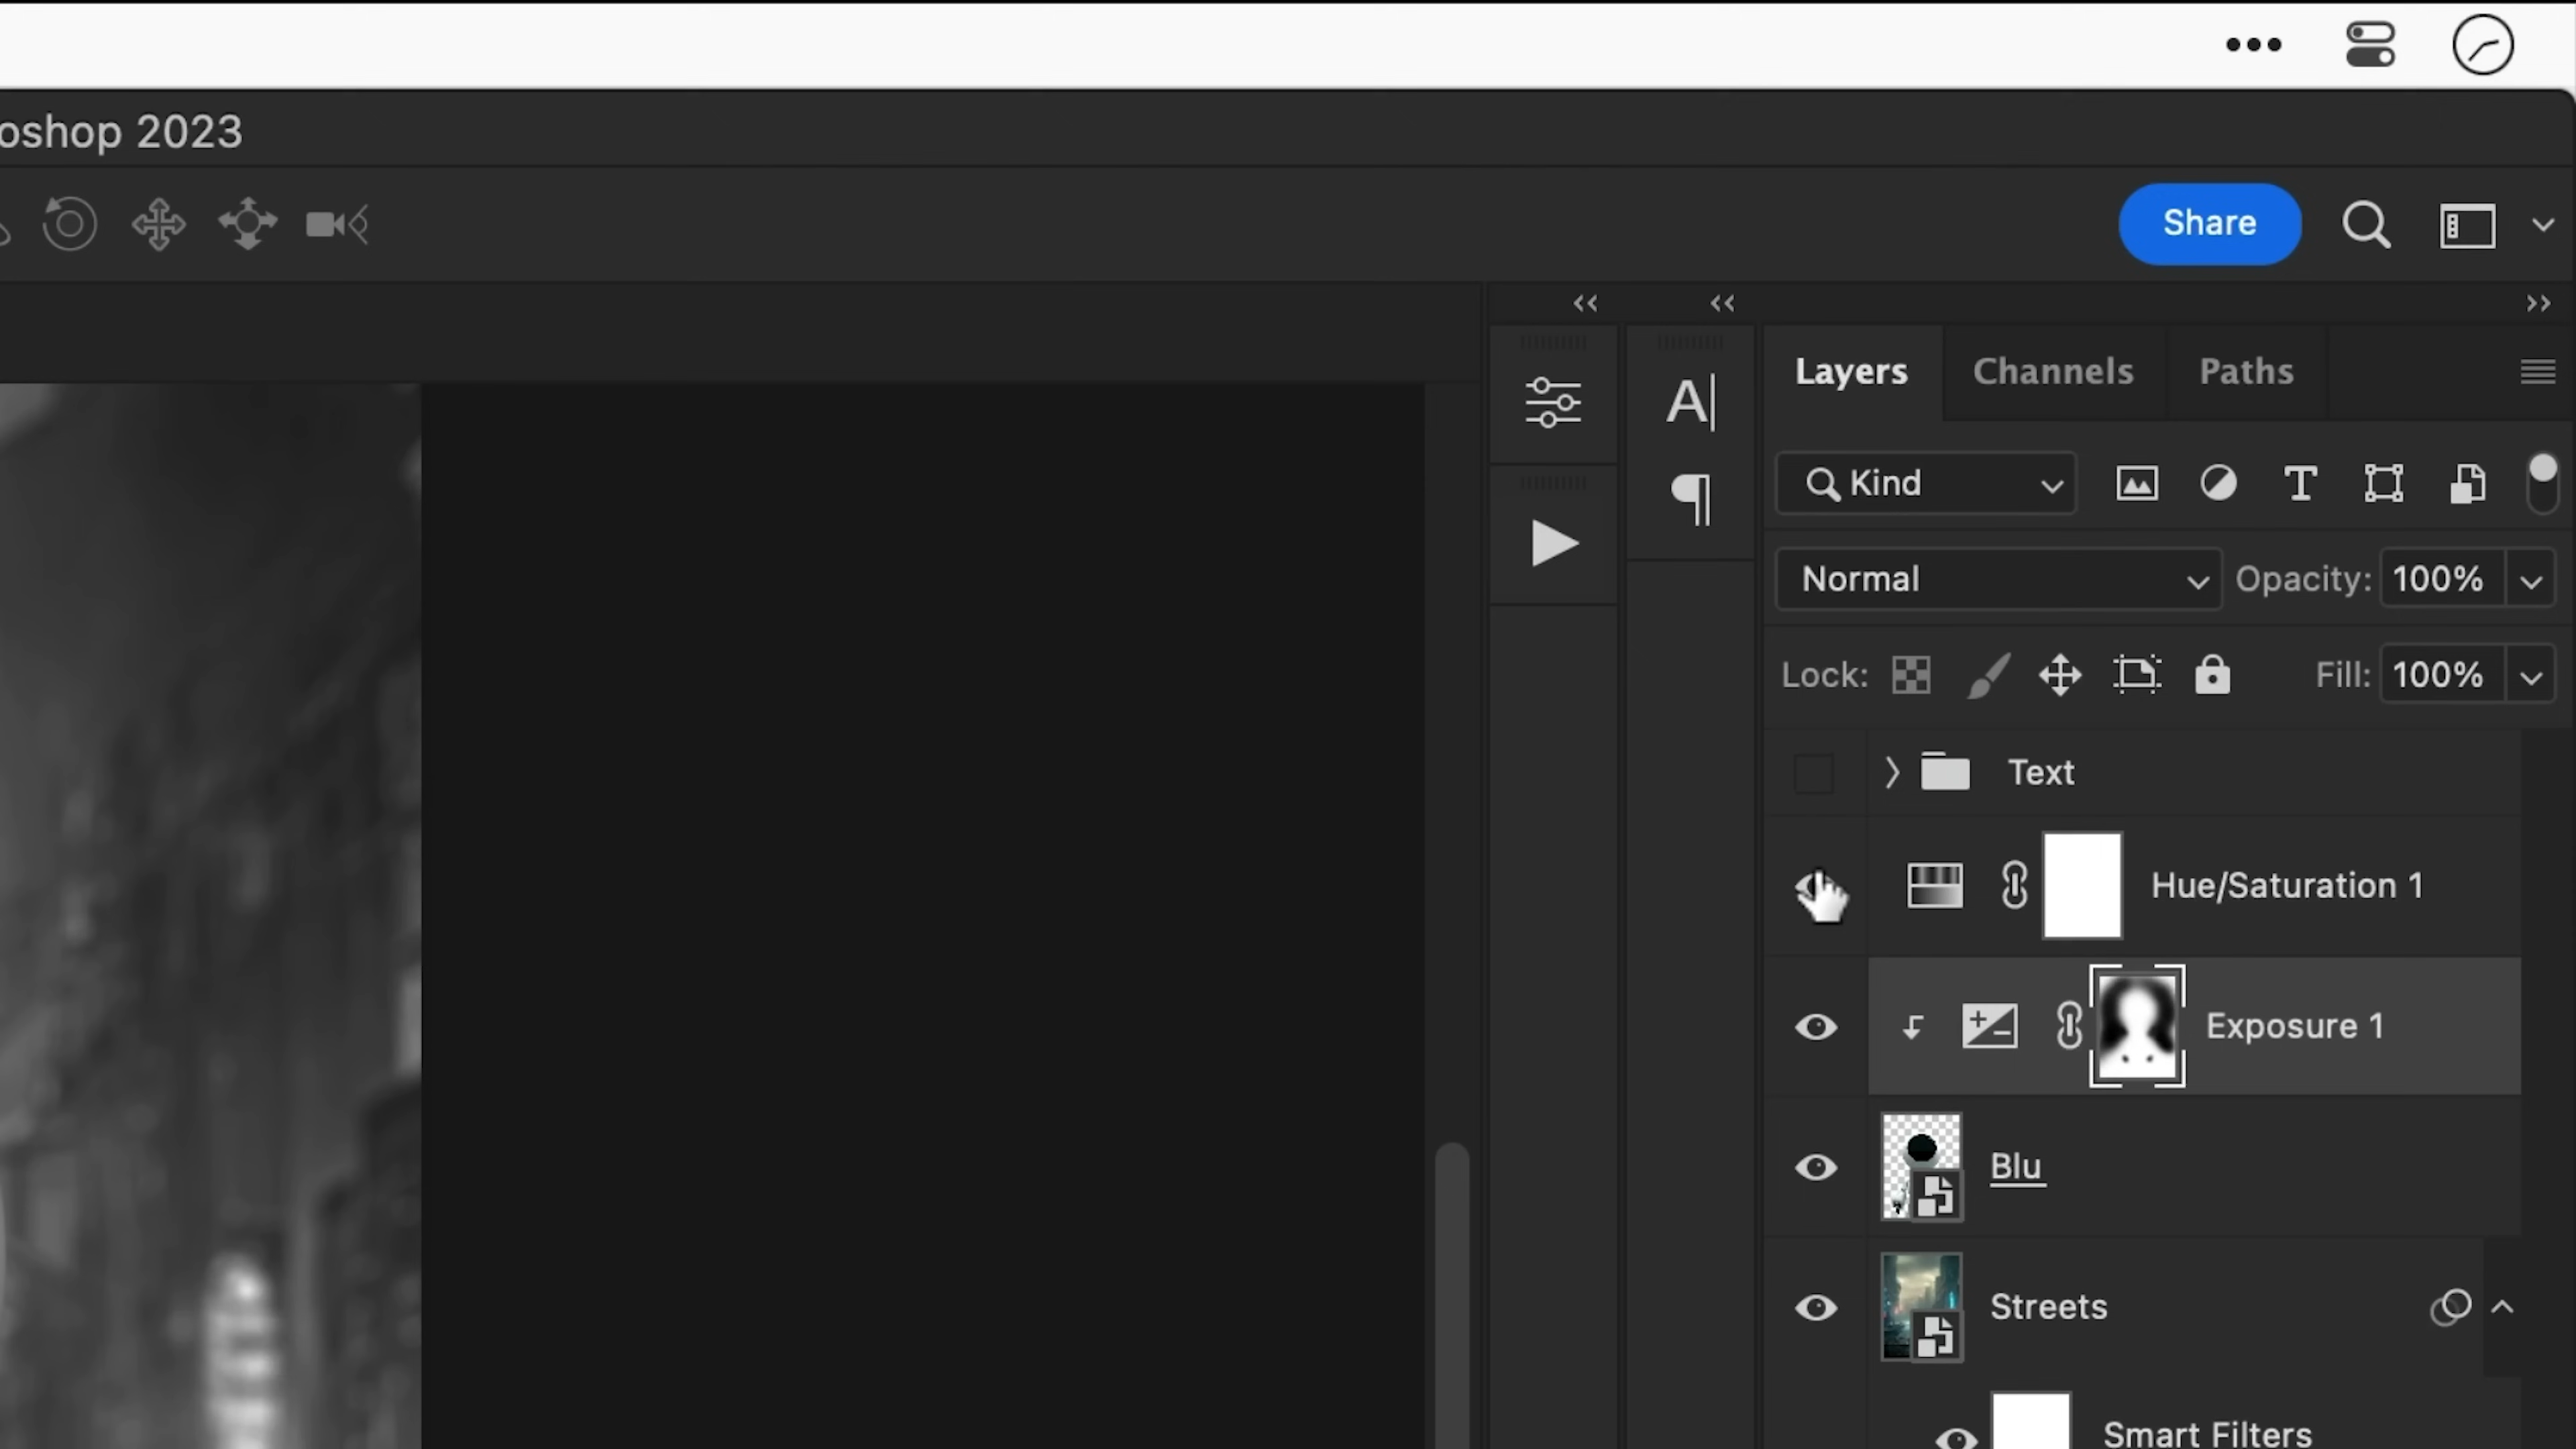 oshop 2023
Share
Layers Channels Paths
Kind
Normal Opacity: 100%
Lock: Fill: 100%
Text
Hue/Saturation 1
Exposure 1
Blu
Streets
Smart Filters